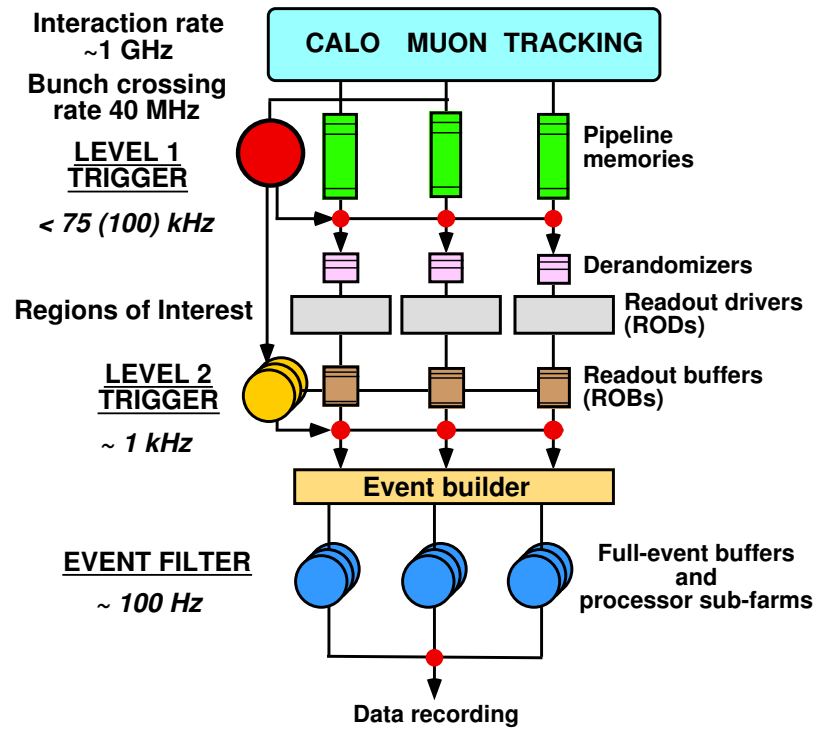 Interaction rate
~1 GHz
CALO MUON TRACKING
Bunch crossing
rate 40 MHz
Pipeline
memories
LEVEL 1
TRIGGER
< 75 (100) kHz
Derandomizers
Regions of Interest
Readout drivers
(RODs)
LEVEL 2
TRIGGER
Readout buffers
(ROBs)
~ 1 kHz
Event builder
EVENT FILTER
~ 100 Hz
Full-event buffers
and
processor sub-farms
Data recording